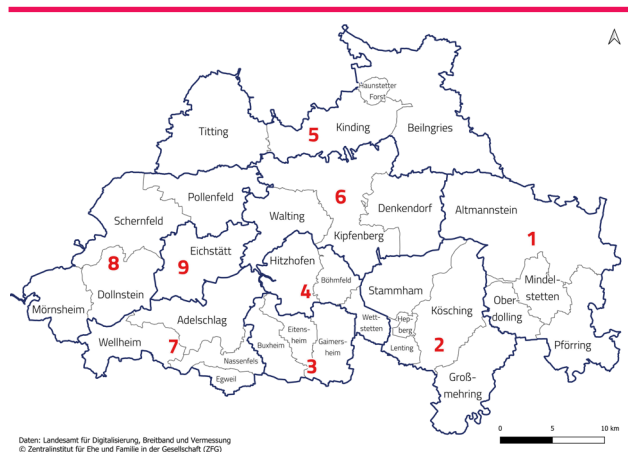 Haunstetter
Forst
Titting
5
Kinding
Beilngries
Pollenfeld
6
Schernfeld
Walting
Denkendorf
Altmannstein
Kipfenberg
1
Eichstätt
8
9
Hitzhofen
Böhmfeld
4
Stammham
Mindel-
stetten
Mörnsheim
Dollnstein
Ober-
dolling
Kösching
Adelschlag
Wett-
stetten
Hep-
berg
Eitens-
heim
Wellheim
7
Buxheim
Gaimers-
heim
Lenting
2
Pförring
Nassenfels
3
Egweil
Groß-
mehring
0
5
10 km
Daten: Landesamt für Digitalisierung, Breitband und Vermessung
© Zentralinstitut für Ehe und Familie in der Gesellschaft (ZFG)